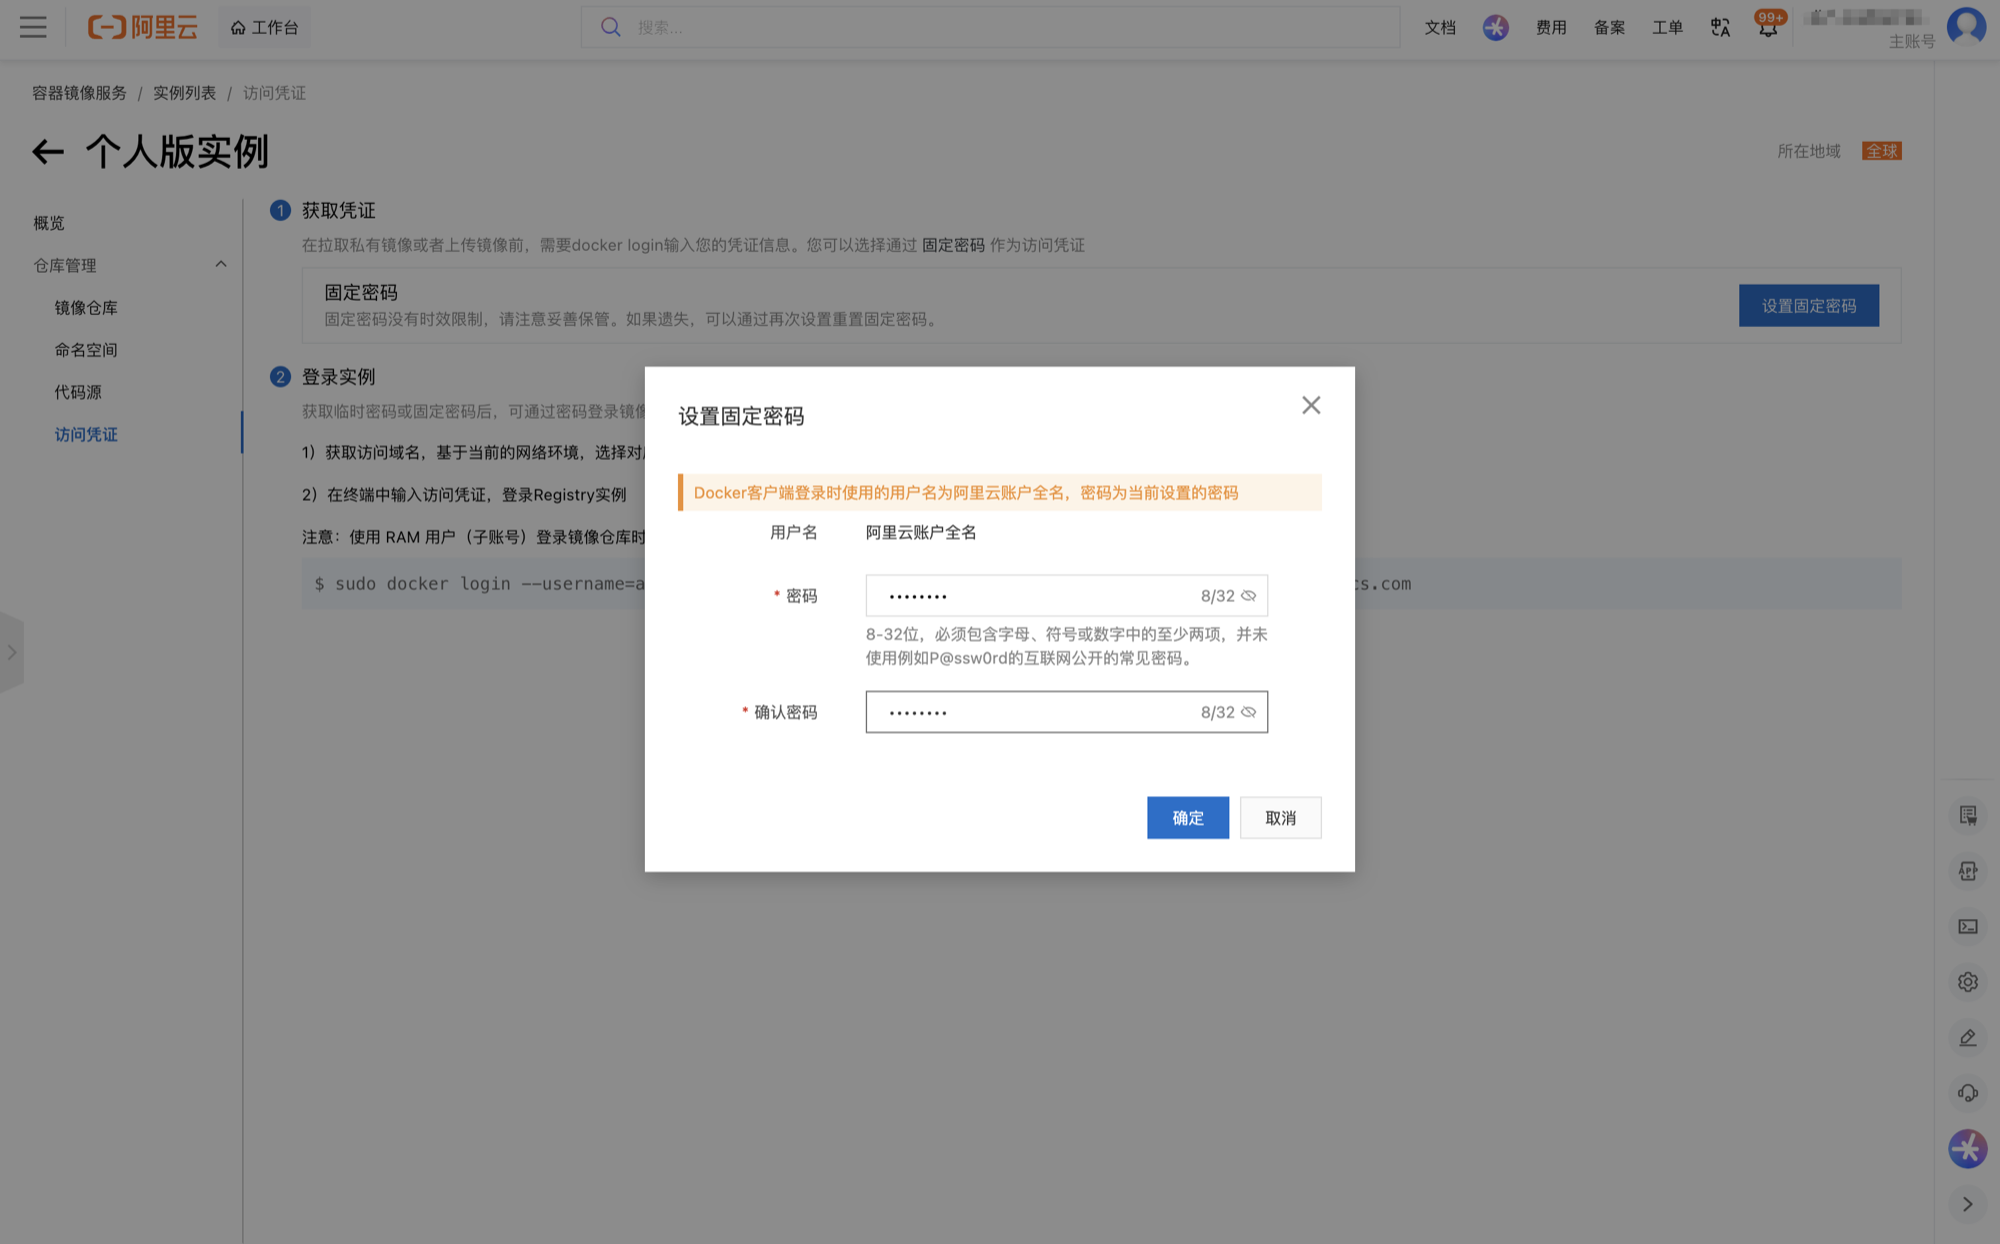 阿里云
工作台
搜索...
文档
费用
备案
工单
99+
主账号
容器镜像服务 / 实例列表 / 访问凭证
个人版实例
所在地域 全球
概览
仓库管理
镜像仓库
命名空间
代码源
访问凭证
1 获取凭证
在拉取私有镜像或者上传镜像前，需要docker login输入您的凭证信息。您可以选择通过 固定密码 作为访问凭证
固定密码
固定密码没有时效限制，请注意妥善保管。如果遗失，可以通过再次设置重置固定密码。
设置固定密码
2 登录实例
获取临时密码或固定密码后，可通过密码登录镜像
1）获取访问域名，基于当前的网络环境，选择对
2）在终端中输入访问凭证，登录Registry实例
注意：使用 RAM 用户（子账号）登录镜像仓库时
$ sudo docker login --username=a
cs.com
设置固定密码
Docker客户端登录时使用的用户名为阿里云账户全名，密码为当前设置的密码
用户名 阿里云账户全名
* 密码 •••••••• 8/32
8-32位，必须包含字母、符号或数字中的至少两项，并未
使用例如P@ssw0rd的互联网公开的常见密码。
* 确认密码 •••••••• 8/32
确定 取消